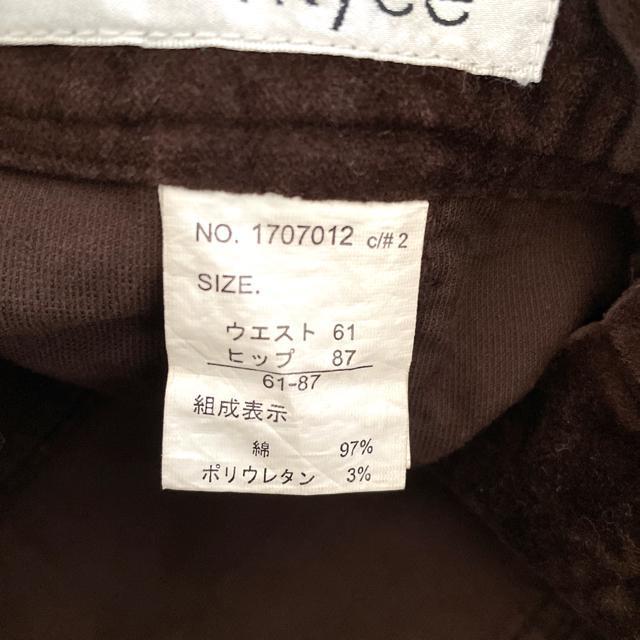 NO. 1707012 c/# 2
SIZE.
ウエスト 61
ヒップ 87
61-87
組成表示
綿 97%
ポリウレタン 3%